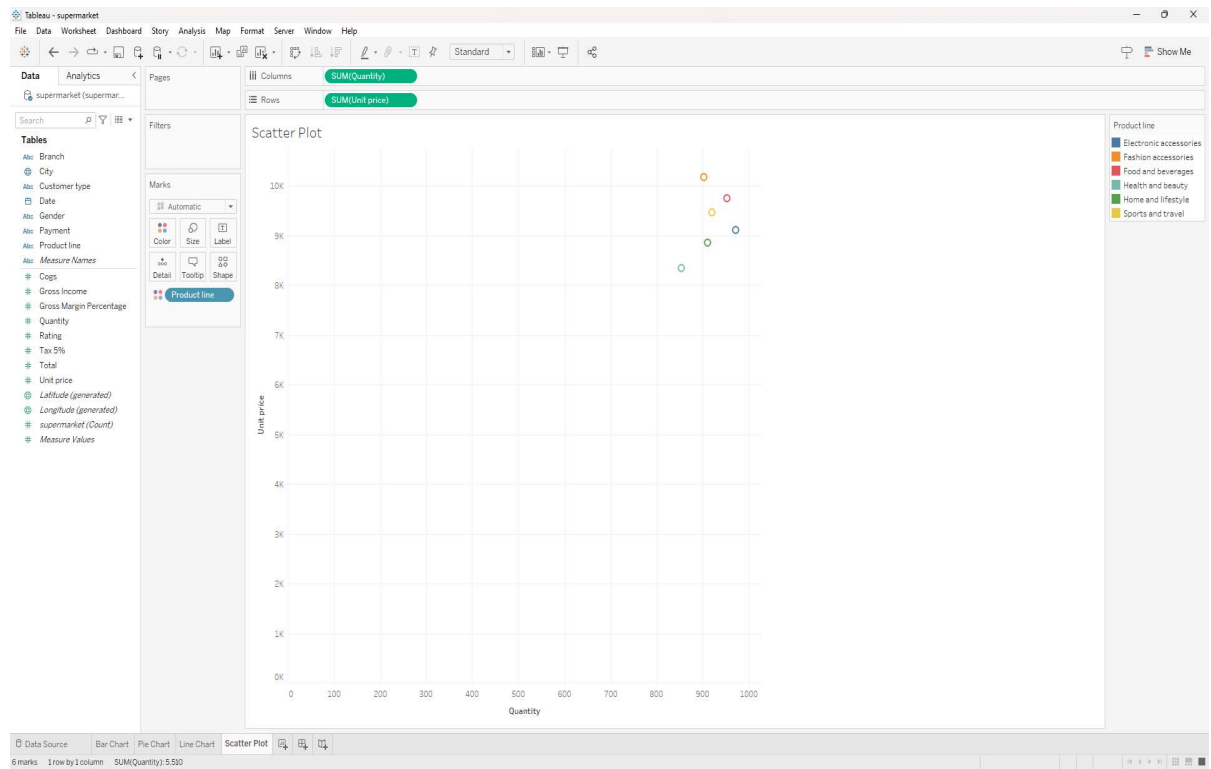 Tableau - supermarket
File Data Worksheet Dashboard Story Analysis Map Format Server Window Help
Standard
Show Me
Data Analytics
supermarket (supermar...
Search
Tables
Abc Branch
City
Abc Customer type
Date
Abc Gender
Abc Payment
Abc Product line
Abc Measure Names
# Cogs
# Gross Income
# Gross Margin Percentage
# Quantity
# Rating
# Tax 5%
# Total
# Unit price
Latitude (generated)
Longitude (generated)
# supermarket (Count)
# Measure Values
Pages
Filters
Marks
Automatic
Color Size Label
Detail Tooltip Shape
Product line
Columns SUM(Quantity)
Rows SUM(Unit price)
Scatter Plot
10K
9K
8K
7K
6K
5K
4K
3K
2K
1K
0K
Unit price
0 100 200 300 400 500 600 700 800 900 1000
Quantity
Product line
Electronic accessories
Fashion accessories
Food and beverages
Health and beauty
Home and lifestyle
Sports and travel
Data Source Bar Chart Pie Chart Line Chart Scatter Plot
6 marks 1 row by 1 column SUM(Quantity): 5.510